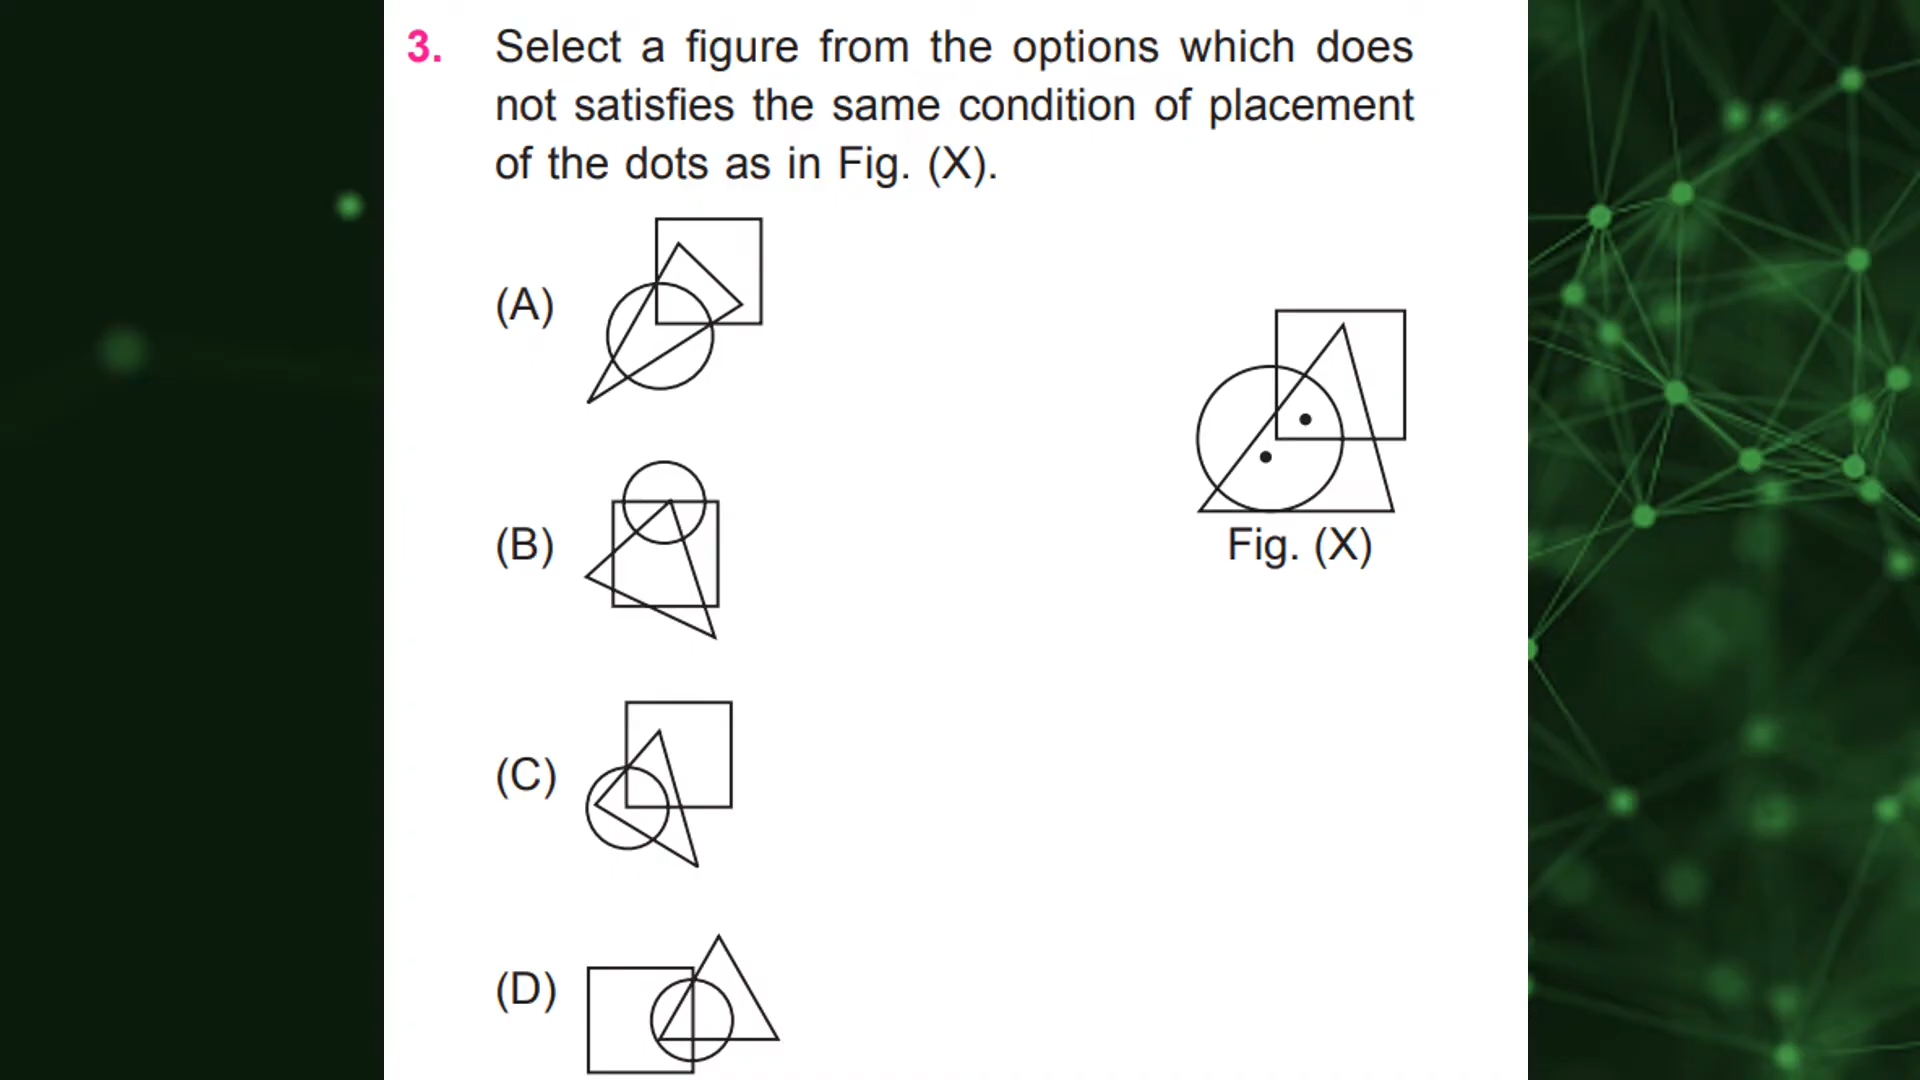 3. Select a figure from the options which does
not satisfies the same condition of placement
of the dots as in Fig. (X).
(A)
(B)
Fig. (X)
(C)
(D)